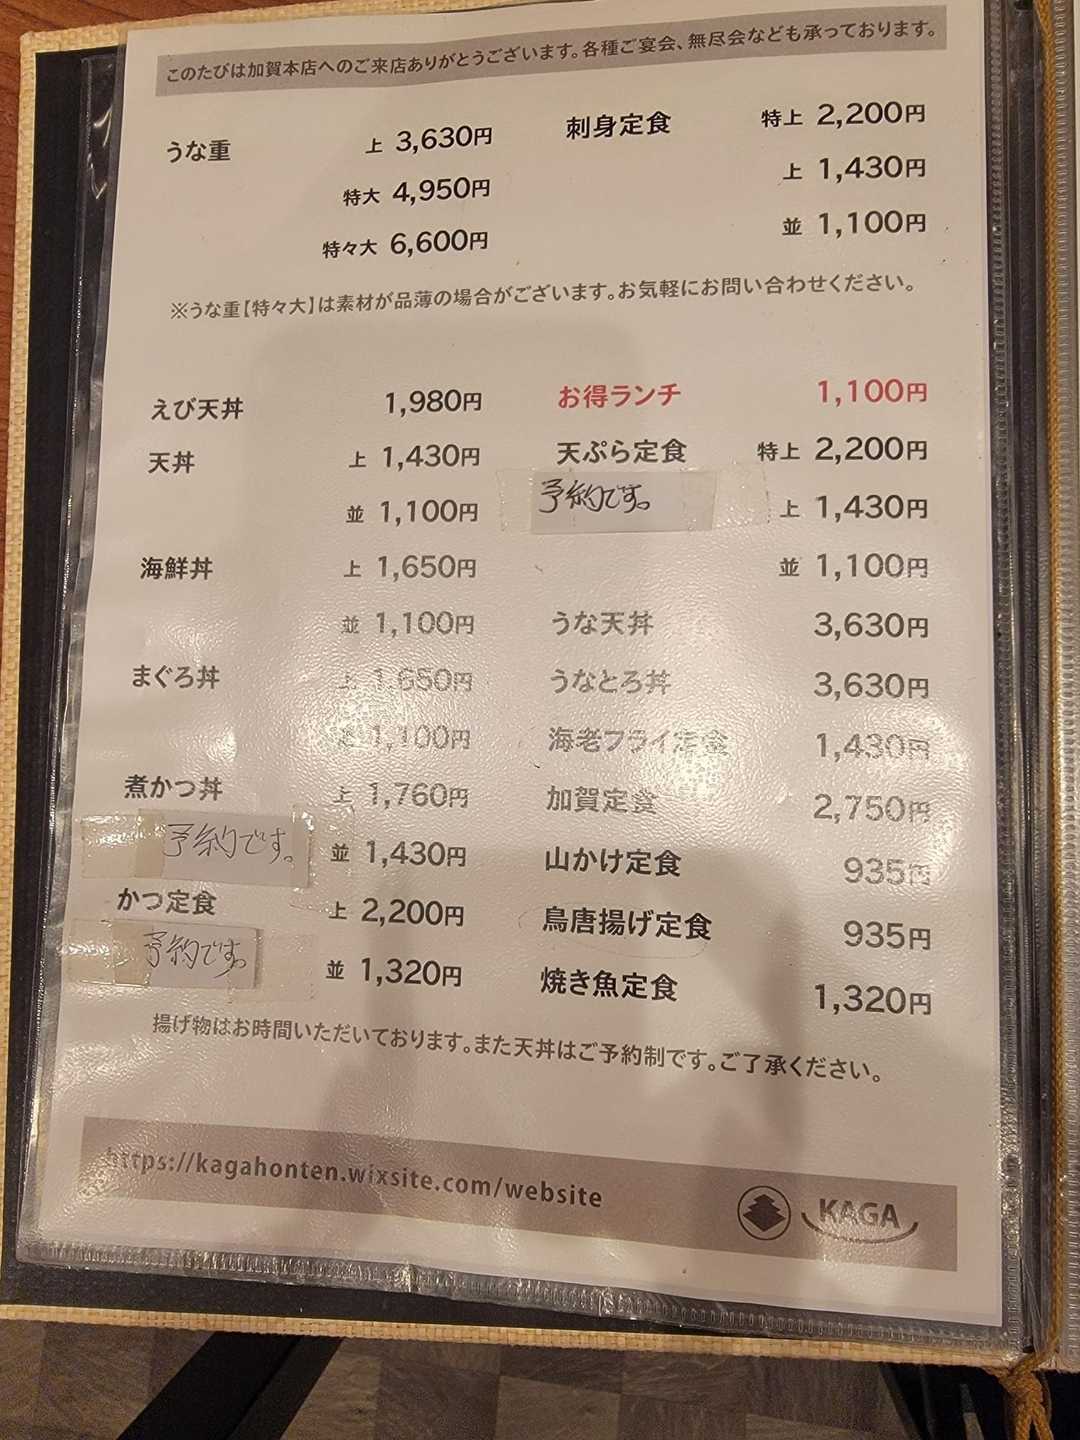 このたびは加賀本店へのご来店ありがとうございます。各種ご宴会、無尽会なども承っております。
うな重 上 3,630円
特大 4,950円
特々大 6,600円
刺身定食 特上 2,200円
上 1,430円
並 1,100円
※うな重【特々大】は素材が品薄の場合がございます。お気軽にお問い合わせください。
えび天丼 1,980円
天丼 上 1,430円
並 1,100円
海鮮丼 上 1,650円
並 1,100円
まぐろ丼 上 1,650円
並 1,100円
煮かつ丼 上 1,760円
予約です。
並 1,430円
かつ定食 上 2,200円
予約です。
並 1,320円
お得ランチ 1,100円
天ぷら定食 特上 2,200円
予約です。
上 1,430円
並 1,100円
うな天丼 3,630円
うなとろ丼 3,630円
海老フライ定食 1,430円
加賀定食 2,750円
山かけ定食 935円
鳥唐揚げ定食 935円
焼き魚定食 1,320円
揚げ物はお時間いただいております。また天丼はご予約制です。ご了承ください。
https://kagahonten.wixsite.com/website
KAGA